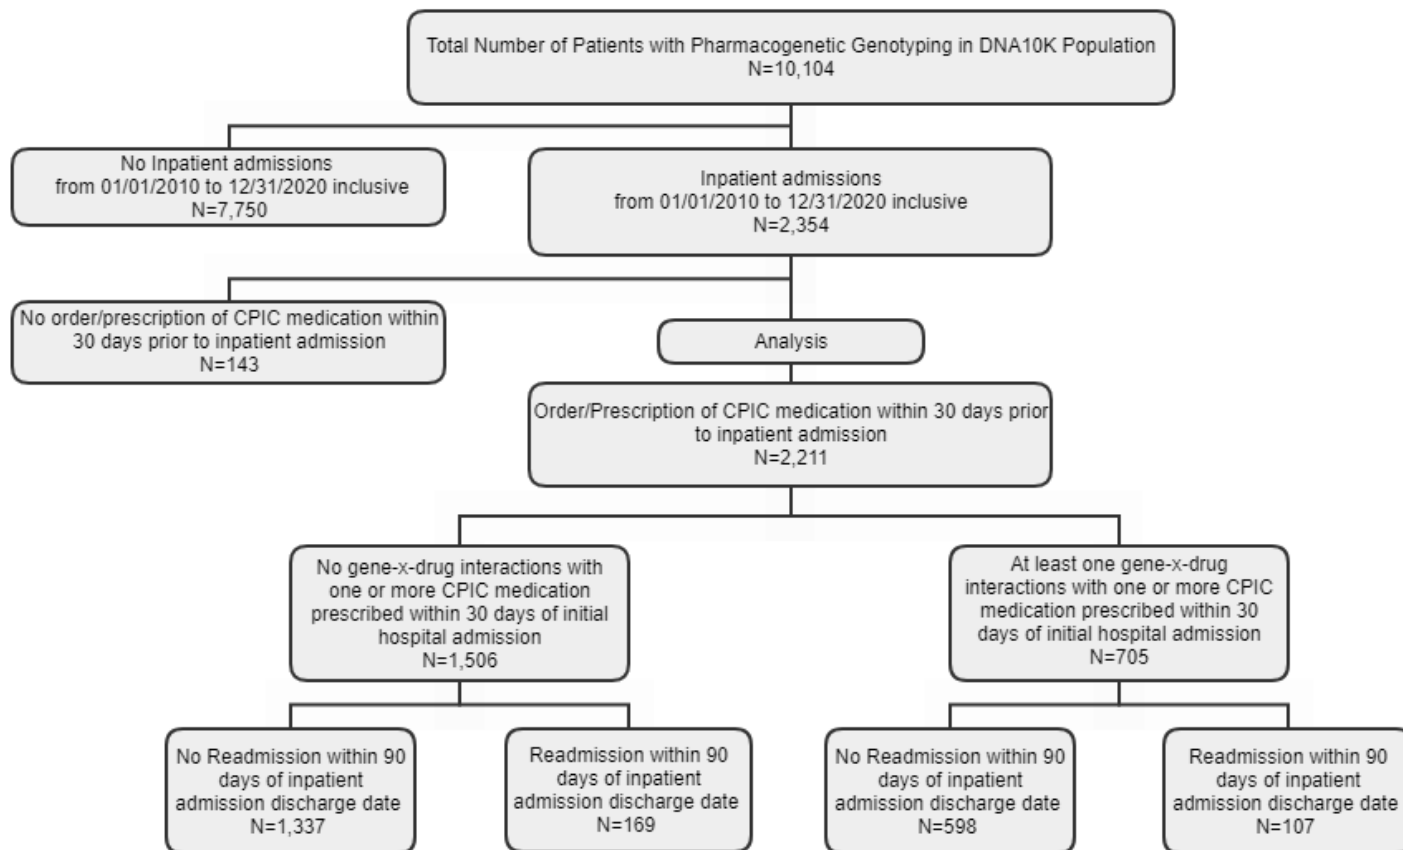 Total Number of Patients with Pharmacogenetic Genotyping in DNA10K Population
N=10,104
No Inpatient admissions
from 01/01/2010 to 12/31/2020 inclusive
N=7,750
Inpatient admissions
from 01/01/2010 to 12/31/2020 inclusive
N=2,354
No order/prescription of CPIC medication within
30 days prior to inpatient admission
N=143
Analysis
Order/Prescription of CPIC medication within 30 days prior
to inpatient admission
N=2,211
No gene-x-drug interactions with
one or more CPIC medication
prescribed within 30 days of initial
hospital admission
N=1,506
At least one gene-x-drug
interactions with one or more CPIC
medication prescribed within 30
days of initial hospital admission
N=705
No Readmission within 90
days of inpatient
admission discharge date
N=1,337
Readmission within 90
days of inpatient
admission discharge date
N=169
No Readmission within 90
days of inpatient
admission discharge date
N=598
Readmission within 90
days of inpatient
admission discharge date
N=107